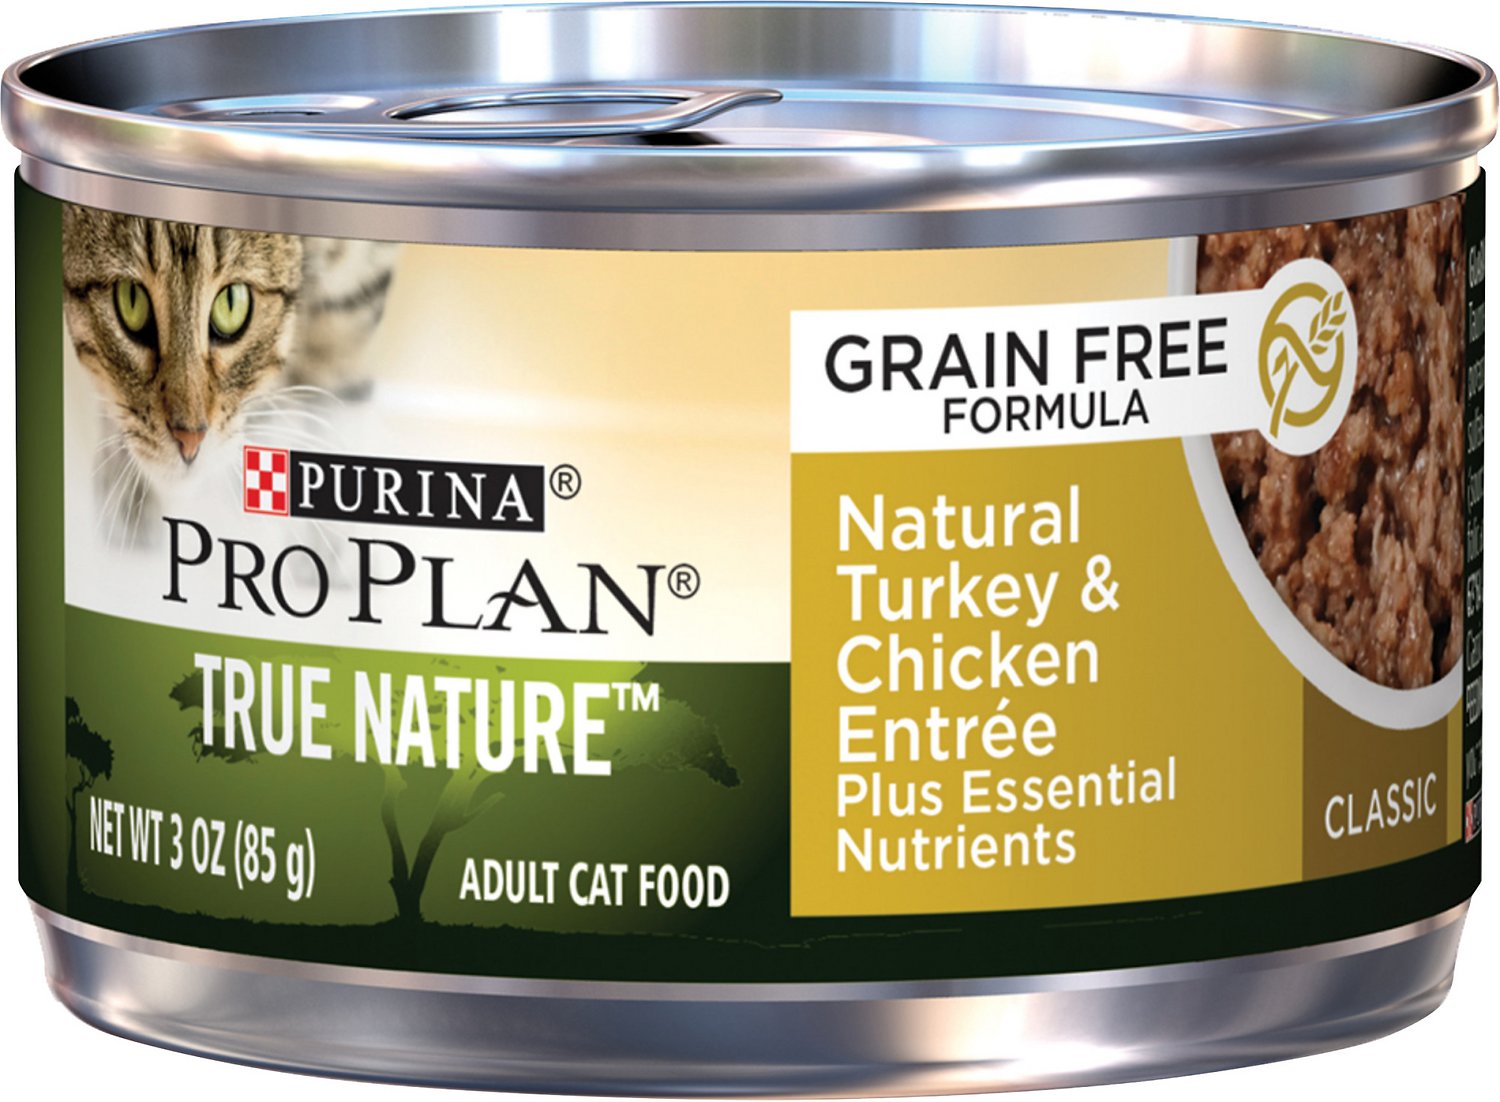 PURINA®
PRO PLAN®
TRUE NATURE™
NET WT 3 OZ (85 g)
ADULT CAT FOOD
GRAIN FREE
FORMULA
Natural
Turkey &
Chicken
Entrée
Plus Essential
Nutrients
CLASSIC